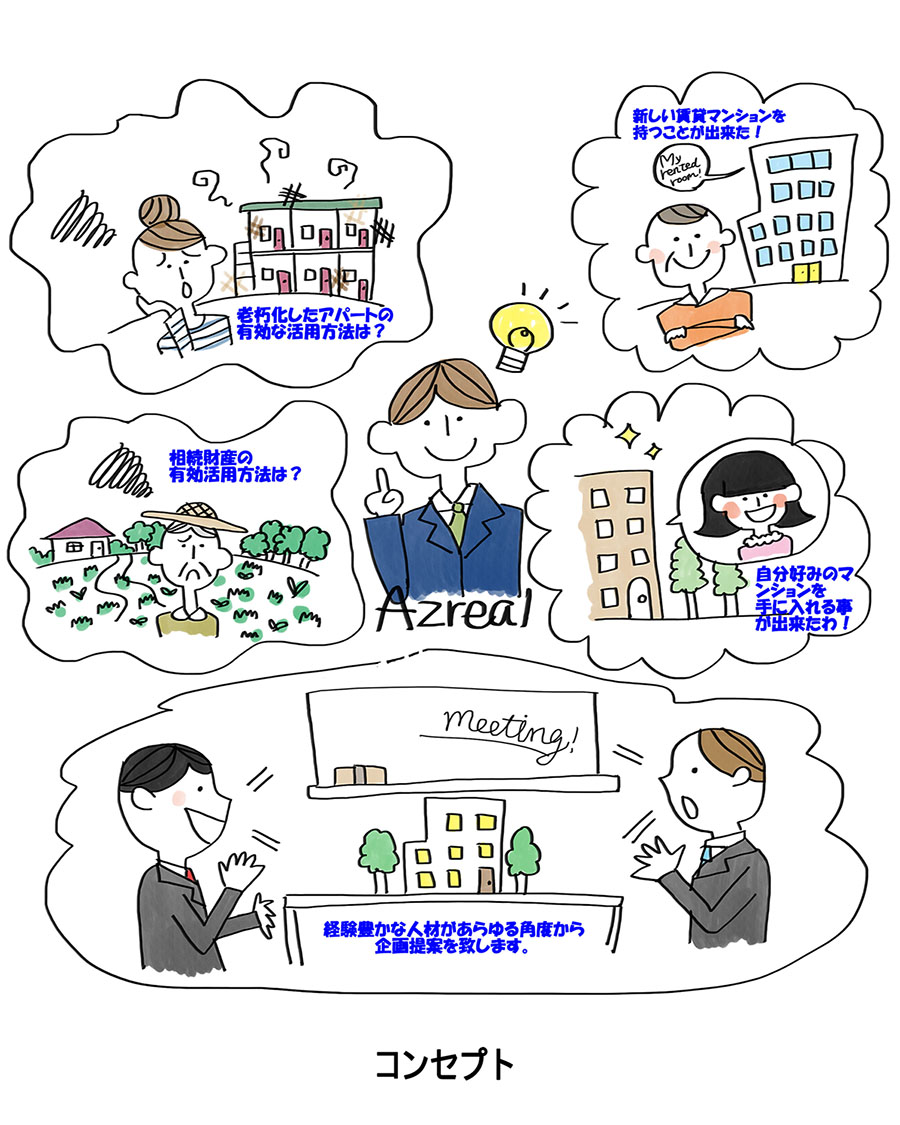 新しい賃貸マンションを
持つことが出来た！
My
rented
room!
老朽化したアパートの
有効な活用方法は？
相続財産の
有効活用方法は？
Azreal
自分好みのマ
ンションを
手に入れる事
が出来たわ！
meeting!
経験豊かな人材があらゆる角度から
企画提案を致します。
コンセプト